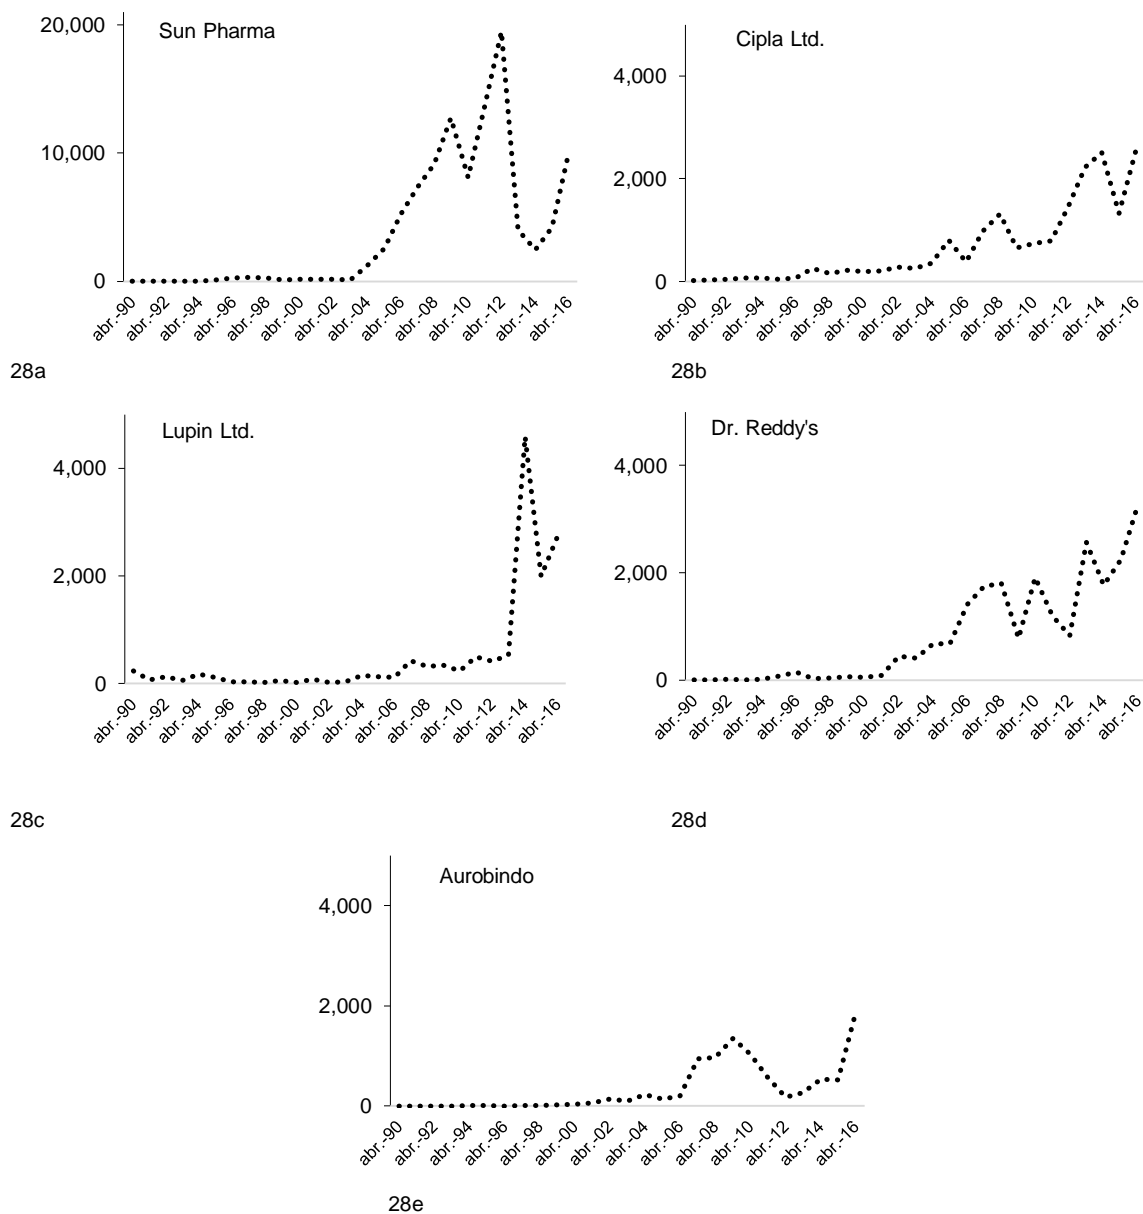 Sun Pharma
20,000
10,000
0
abr.-90
abr.-92
abr.-94
abr.-96
abr.-98
abr.-00
abr.-02
abr.-04
abr.-06
abr.-08
abr.-10
abr.-12
abr.-14
abr.-16
28a
Cipla Ltd.
4,000
2,000
0
abr.-90
abr.-92
abr.-94
abr.-96
abr.-98
abr.-00
abr.-02
abr.-04
abr.-06
abr.-08
abr.-10
abr.-12
abr.-14
abr.-16
28b
Lupin Ltd.
4,000
2,000
0
abr.-90
abr.-92
abr.-94
abr.-96
abr.-98
abr.-00
abr.-02
abr.-04
abr.-06
abr.-08
abr.-10
abr.-12
abr.-14
abr.-16
28c
Dr. Reddy's
4,000
2,000
0
abr.-90
abr.-92
abr.-94
abr.-96
abr.-98
abr.-00
abr.-02
abr.-04
abr.-06
abr.-08
abr.-10
abr.-12
abr.-14
abr.-16
28d
Aurobindo
4,000
2,000
0
abr.-90
abr.-92
abr.-94
abr.-96
abr.-98
abr.-00
abr.-02
abr.-04
abr.-06
abr.-08
abr.-10
abr.-12
abr.-14
abr.-16
28e